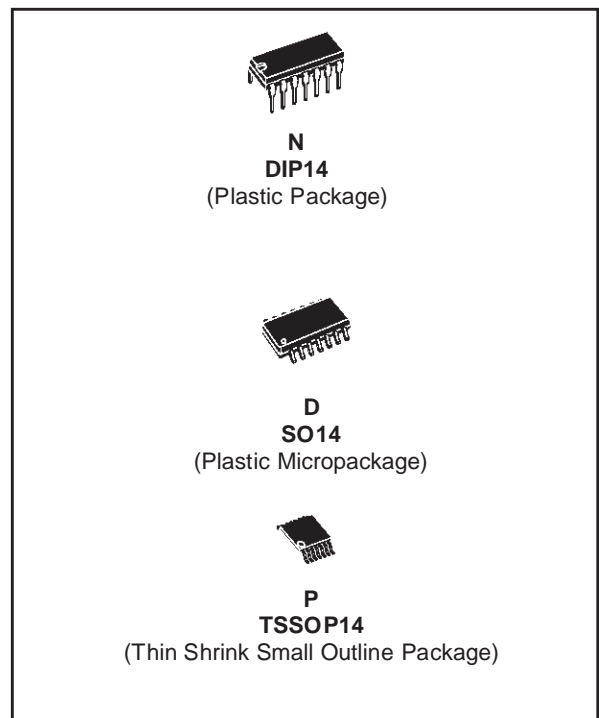 N
DIP14
(Plastic Package)
D
SO14
(Plastic Micropackage)
P
TSSOP14
(Thin Shrink Small Outline Package)